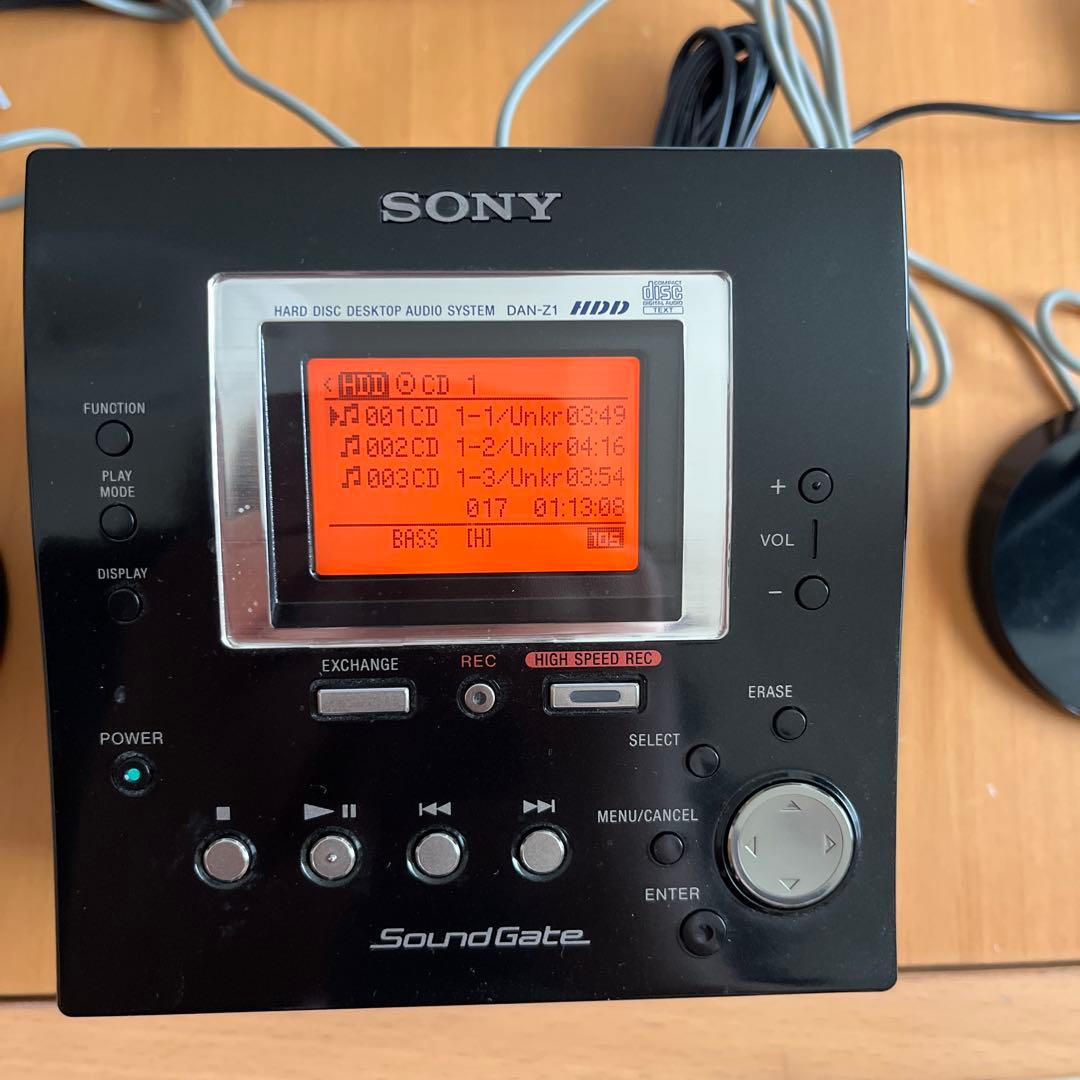 SONY
HARD DISC DESKTOP AUDIO SYSTEM DAN-Z1 HDD
COMPACT
disc
DIGITAL AUDIO
TEXT
< HDD CD 1
001CD 1-1/Unkr03:49
002CD 1-2/Unkr04:16
003CD 1-3/Unkr03:54
017 01:13:08
BASS [H]
FUNCTION
PLAY
MODE
DISPLAY
+
VOL
−
EXCHANGE
REC
HIGH SPEED REC
ERASE
SELECT
POWER
MENU/CANCEL
ENTER
SoundGate